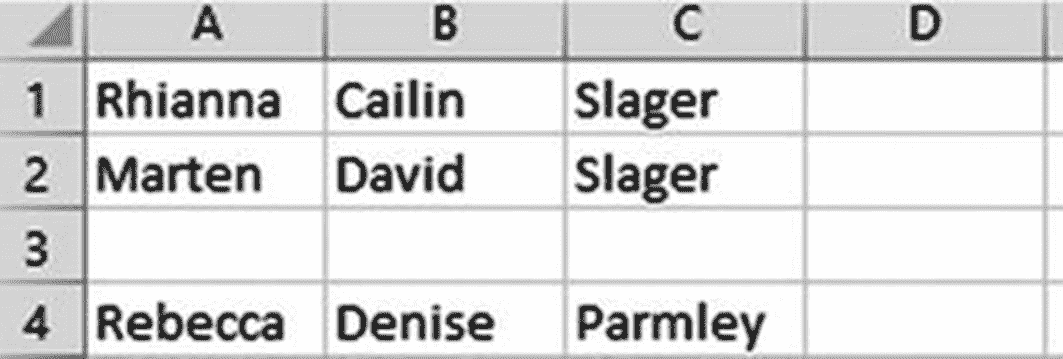 A B C D
1 Rhianna Cailin Slager
2 Marten David Slager
3
4 Rebecca Denise Parmley